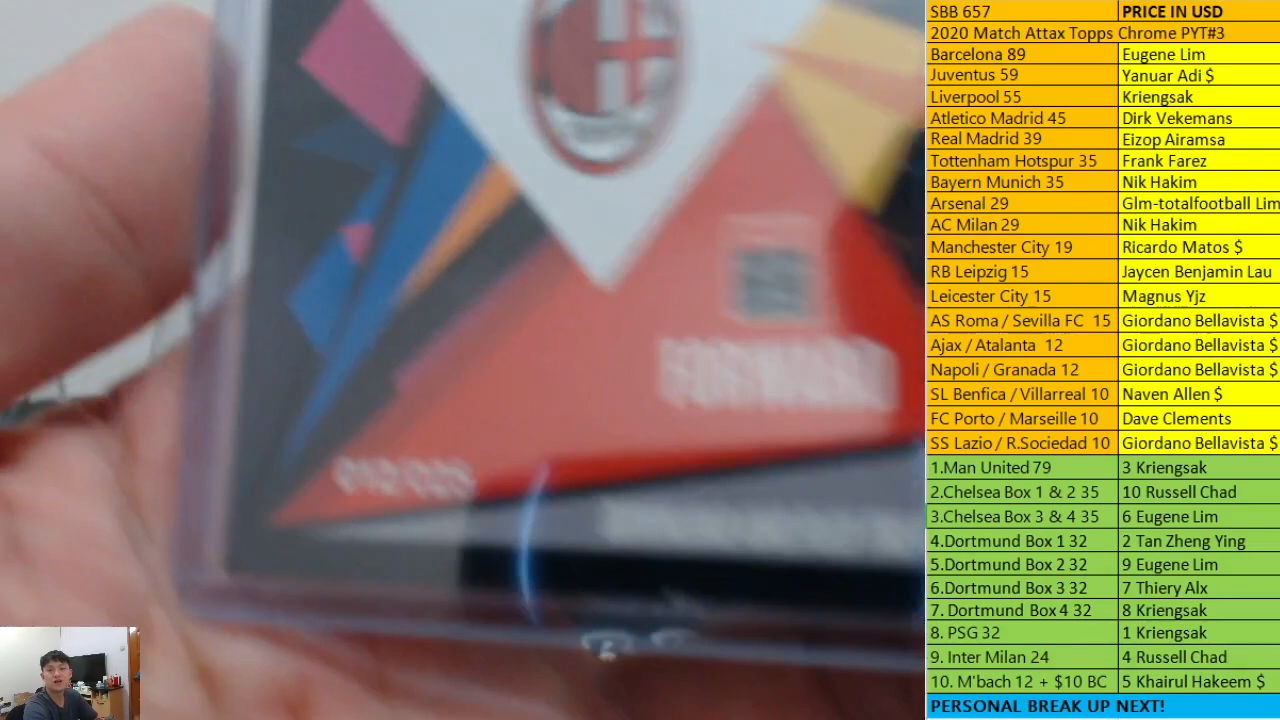 FORWARD
SBB 657 PRICE IN USD
2020 Match Attax Topps Chrome PYT#3
Barcelona 89 Eugene Lim
Juventus 59 Yanuar Adi $
Liverpool 55 Kriengsak
Atletico Madrid 45 Dirk Vekemans
Real Madrid 39 Eizop Airamsa
Tottenham Hotspur 35 Frank Farez
Bayern Munich 35 Nik Hakim
Arsenal 29 Glm-totalfootball Lim
AC Milan 29 Nik Hakim
Manchester City 19 Ricardo Matos $
RB Leipzig 15 Jaycen Benjamin Lau
Leicester City 15 Magnus Yjz
AS Roma / Sevilla FC 15 Giordano Bellavista $
Ajax / Atalanta 12 Giordano Bellavista $
Napoli / Granada 12 Giordano Bellavista $
SL Benfica / Villarreal 10 Naven Allen $
FC Porto / Marseille 10 Dave Clements
SS Lazio / R.Sociedad 10 Giordano Bellavista $
1.Man United 79 3 Kriengsak
2.Chelsea Box 1 & 2 35 10 Russell Chad
3.Chelsea Box 3 & 4 35 6 Eugene Lim
4.Dortmund Box 1 32 2 Tan Zheng Ying
5.Dortmund Box 2 32 9 Eugene Lim
6.Dortmund Box 3 32 7 Thiery Alx
7. Dortmund Box 4 32 8 Kriengsak
8. PSG 32 1 Kriengsak
9. Inter Milan 24 4 Russell Chad
10. M'bach 12 + $10 BC 5 Khairul Hakeem $
PERSONAL BREAK UP NEXT!